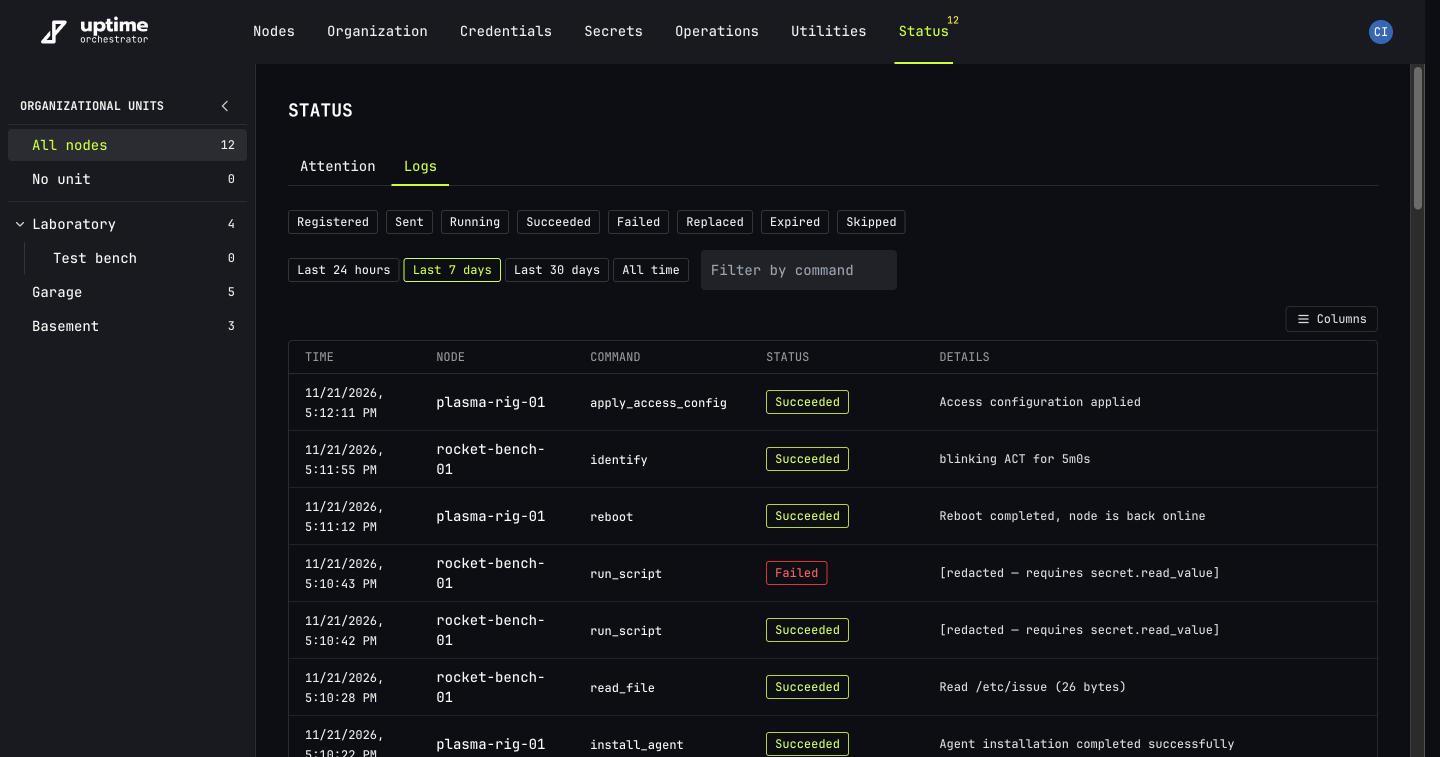 uptime
orchestrator
Nodes
Organization
Credentials
Secrets
Operations
Utilities
Status
12
CI
ORGANIZATIONAL UNITS
All nodes 12
No unit 0
Laboratory 4
Test bench 0
Garage 5
Basement 3
STATUS
Attention
Logs
Registered
Sent
Running
Succeeded
Failed
Replaced
Expired
Skipped
Last 24 hours
Last 7 days
Last 30 days
All time
Filter by command
Columns
TIME NODE COMMAND STATUS DETAILS
11/21/2026,
5:12:11 PM
plasma-rig-01
apply_access_config
Succeeded
Access configuration applied
11/21/2026,
5:11:55 PM
rocket-bench-
01
identify
Succeeded
blinking ACT for 5m0s
11/21/2026,
5:11:12 PM
plasma-rig-01
reboot
Succeeded
Reboot completed, node is back online
11/21/2026,
5:10:43 PM
rocket-bench-
01
run_script
Failed
[redacted — requires secret.read_value]
11/21/2026,
5:10:42 PM
rocket-bench-
01
run_script
Succeeded
[redacted — requires secret.read_value]
11/21/2026,
5:10:28 PM
rocket-bench-
01
read_file
Succeeded
Read /etc/issue (26 bytes)
11/21/2026,
5:10:22 PM
plasma-rig-01
install_agent
Succeeded
Agent installation completed successfully